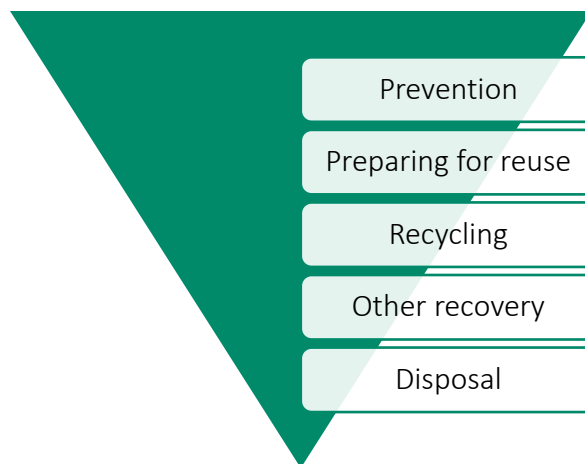 Prevention
Preparing for reuse
Recycling
Other recovery
Disposal